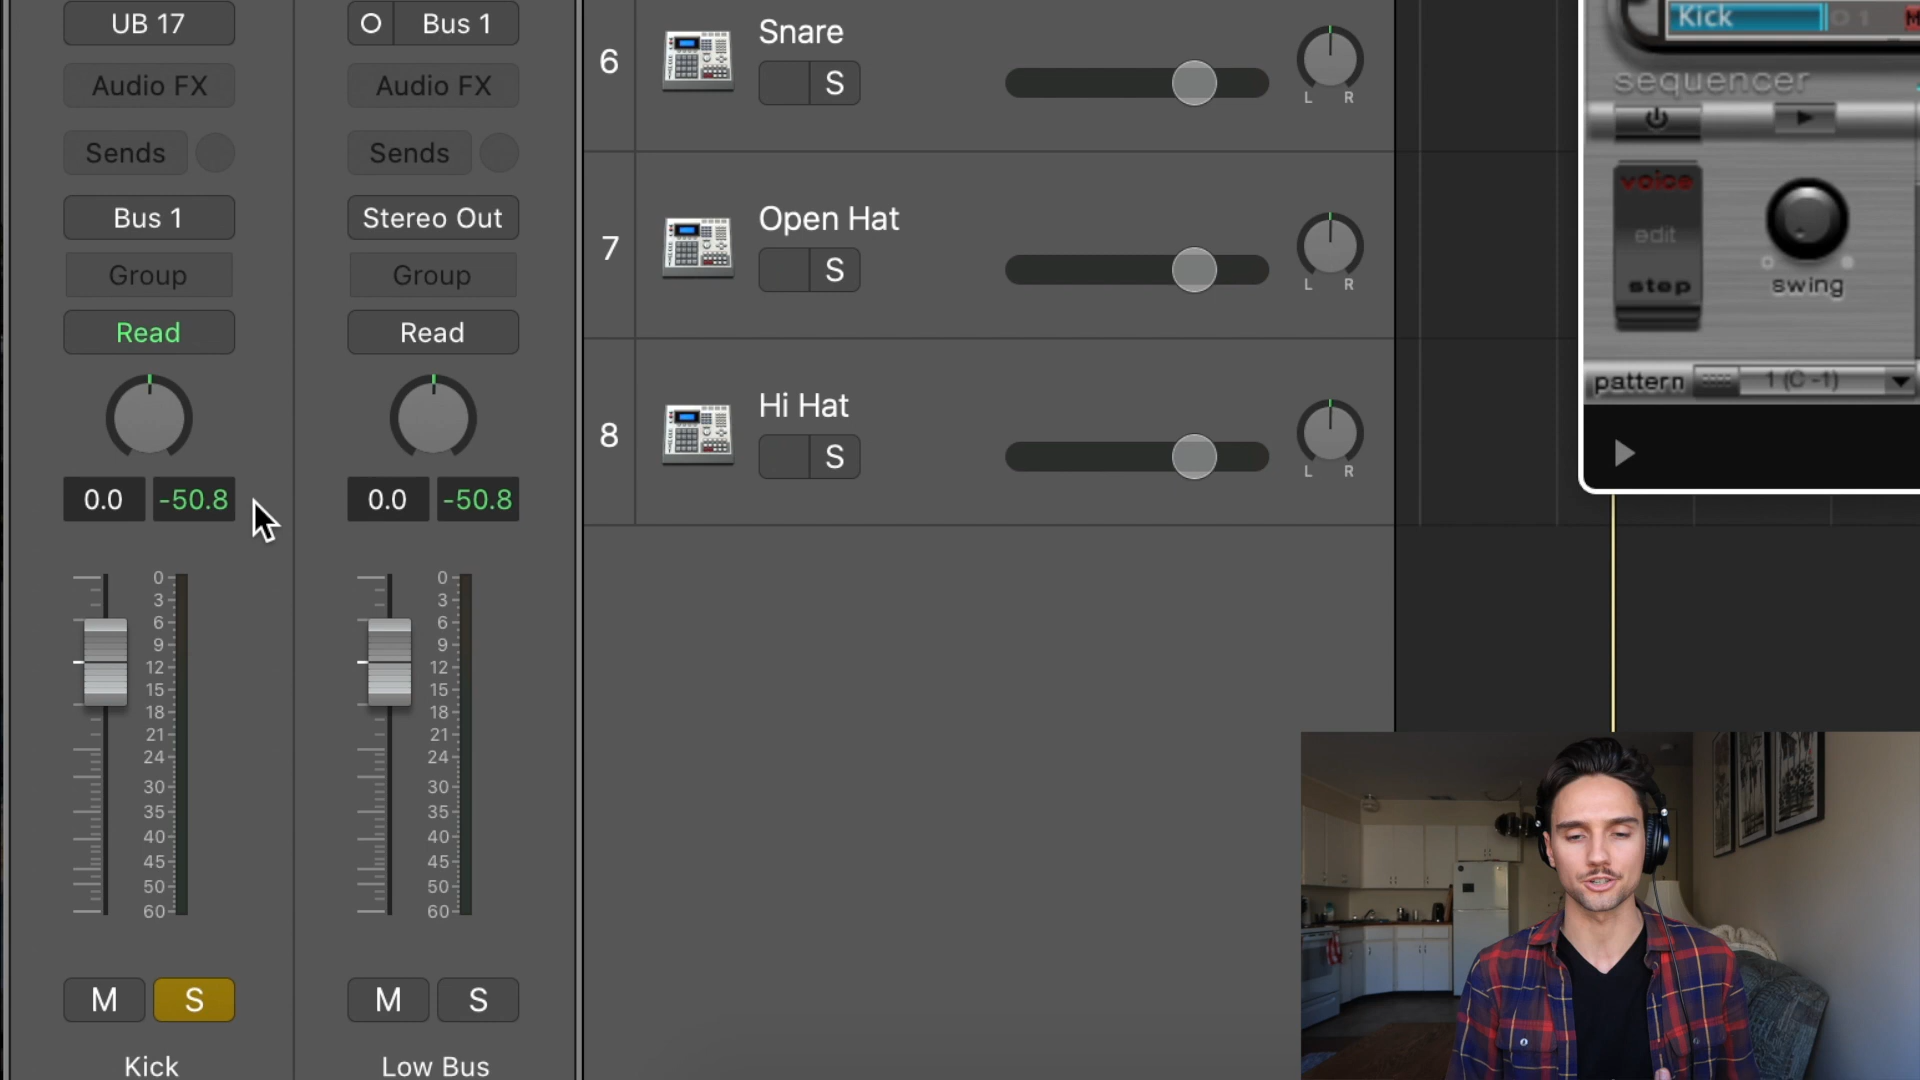 UB 17
Audio FX
Sends
Bus 1
Group
Read
0.0 -50.8
0
3
6
9
12
15
18
21
24
30
35
40
45
50
60
M S
Kick
Bus 1
Audio FX
Sends
Stereo Out
Group
Read
0.0 -50.8
0
3
6
9
12
15
18
21
24
30
35
40
45
50
60
M S
Low Bus
6 Snare
S
L R
7 Open Hat
S
L R
8 Hi Hat
S
L R
Kick
sequencer
voice
edit
step
swing
pattern 1 (C -1)